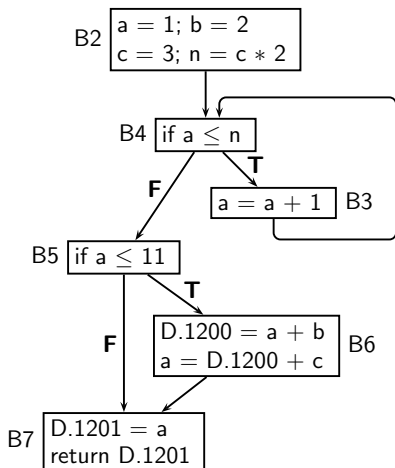 B2
a = 1; b = 2
c = 3; n = c ∗ 2
B4
if a ≤ n
F
T
a = a + 1
B3
B5
if a ≤ 11
F
T
D.1200 = a + b
a = D.1200 + c
B6
B7
D.1201 = a
return D.1201